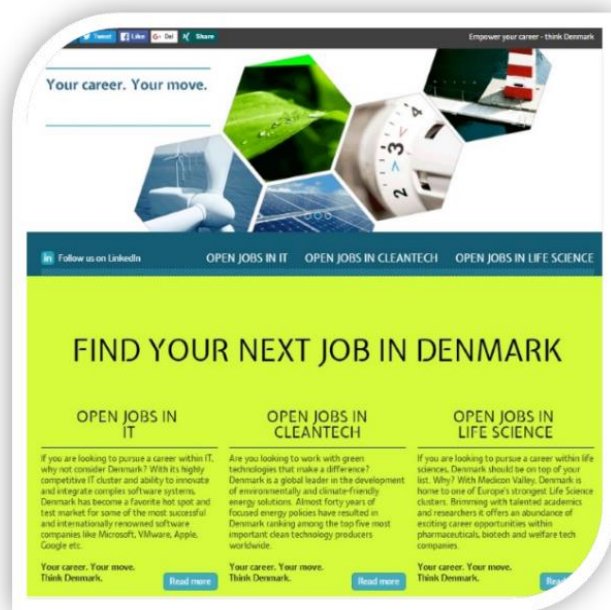 Tweet Like G+ Del Share Empower your career - think Denmark
Your career. Your move.
2 3 4
Follow us on LinkedIn OPEN JOBS IN IT OPEN JOBS IN CLEANTECH OPEN JOBS IN LIFE SCIENCE
FIND YOUR NEXT JOB IN DENMARK
OPEN JOBS IN
IT
If you are looking to pursue a career within IT,
why not consider Denmark? With its highly
competitive IT cluster and ability to innovate
and integrate complex software systems,
Denmark has become a favorite hot spot and
test market for some of the most successful
and internationally renowned software
companies like Microsoft, VMware, Apple,
Google etc.
Your career. Your move.
Think Denmark.
Read more
OPEN JOBS IN
CLEANTECH
Are you looking to work with green
technologies that make a difference?
Denmark is a global leader in the development
of environmentally and climate-friendly
energy solutions. Almost forty years of
focused energy policies have resulted in
Denmark ranking among the top five most
important clean technology producers
worldwide.
Your career. Your move.
Think Denmark.
Read more
OPEN JOBS IN
LIFE SCIENCE
If you are looking to pursue a career within life
sciences, Denmark should be on top of your
list. Why? With Medicon Valley, Denmark is
home to one of Europe's strongest Life Science
clusters. Brimming with talented academics
and researchers it offers an abundance of
exciting career opportunities within
pharmaceuticals, biotech and welfare tech
companies.
Your career. Your move.
Think Denmark.